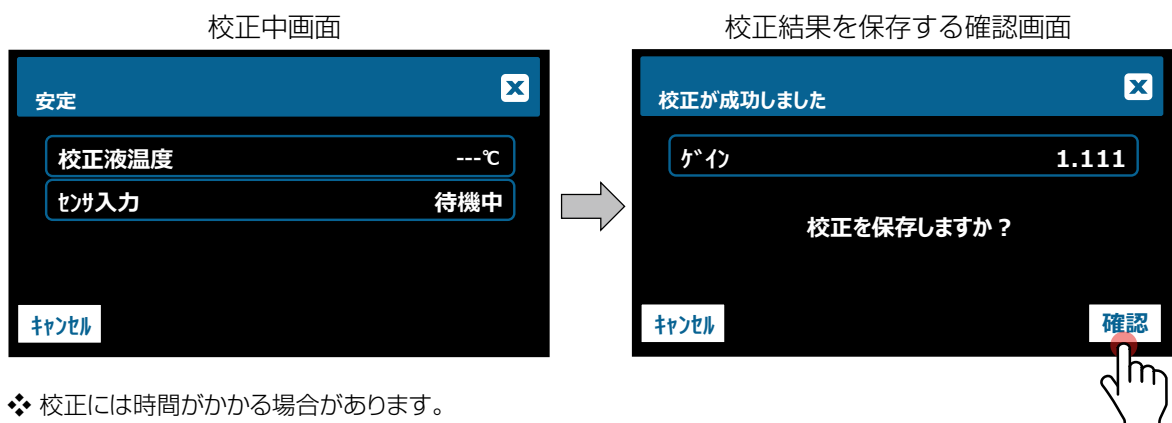 校正中画面
安定
校正液温度 ---℃
ｾﾝｻ入力 待機中
ｷｬﾝｾﾙ
校正結果を保存する確認画面
校正が成功しました
ｹﾞｲﾝ 1.111
校正を保存しますか？
ｷｬﾝｾﾙ 確認
❖ 校正には時間がかかる場合があります。